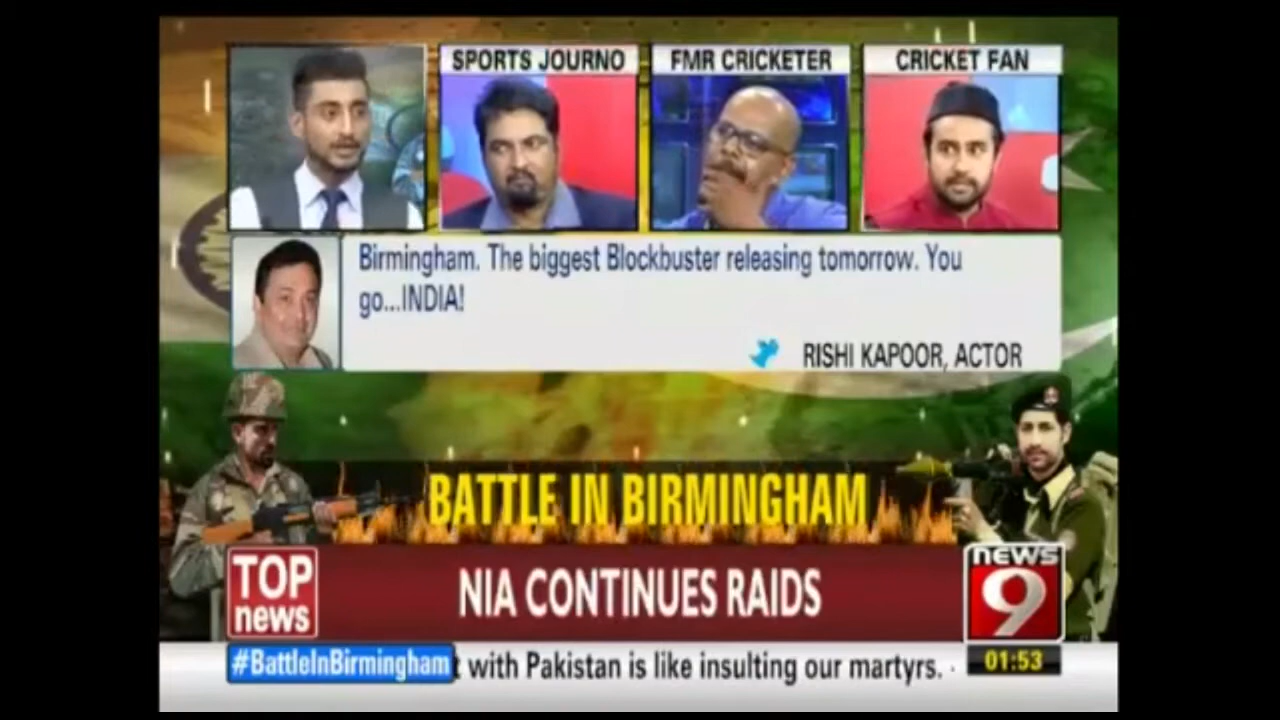 SPORTS JOURNO
FMR CRICKETER
CRICKET FAN
Birmingham. The biggest Blockbuster releasing tomorrow. You
go...INDIA!
RISHI KAPOOR, ACTOR
BATTLE IN BIRMINGHAM
TOP
news
NIA CONTINUES RAIDS
NEWS
9
#BattleInBirmingham
with Pakistan is like insulting our martyrs.
01:53